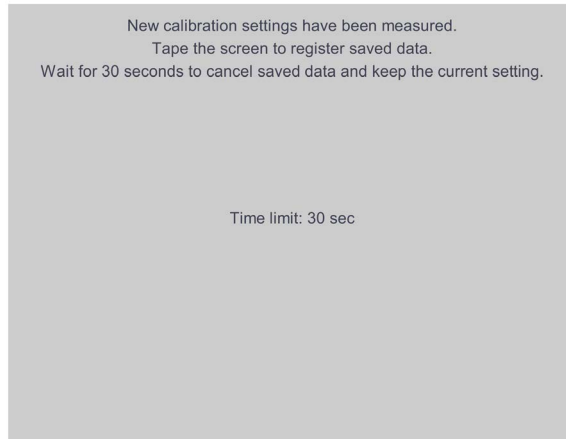 New calibration settings have been measured.
Tape the screen to register saved data.
Wait for 30 seconds to cancel saved data and keep the current setting.
Time limit: 30 sec